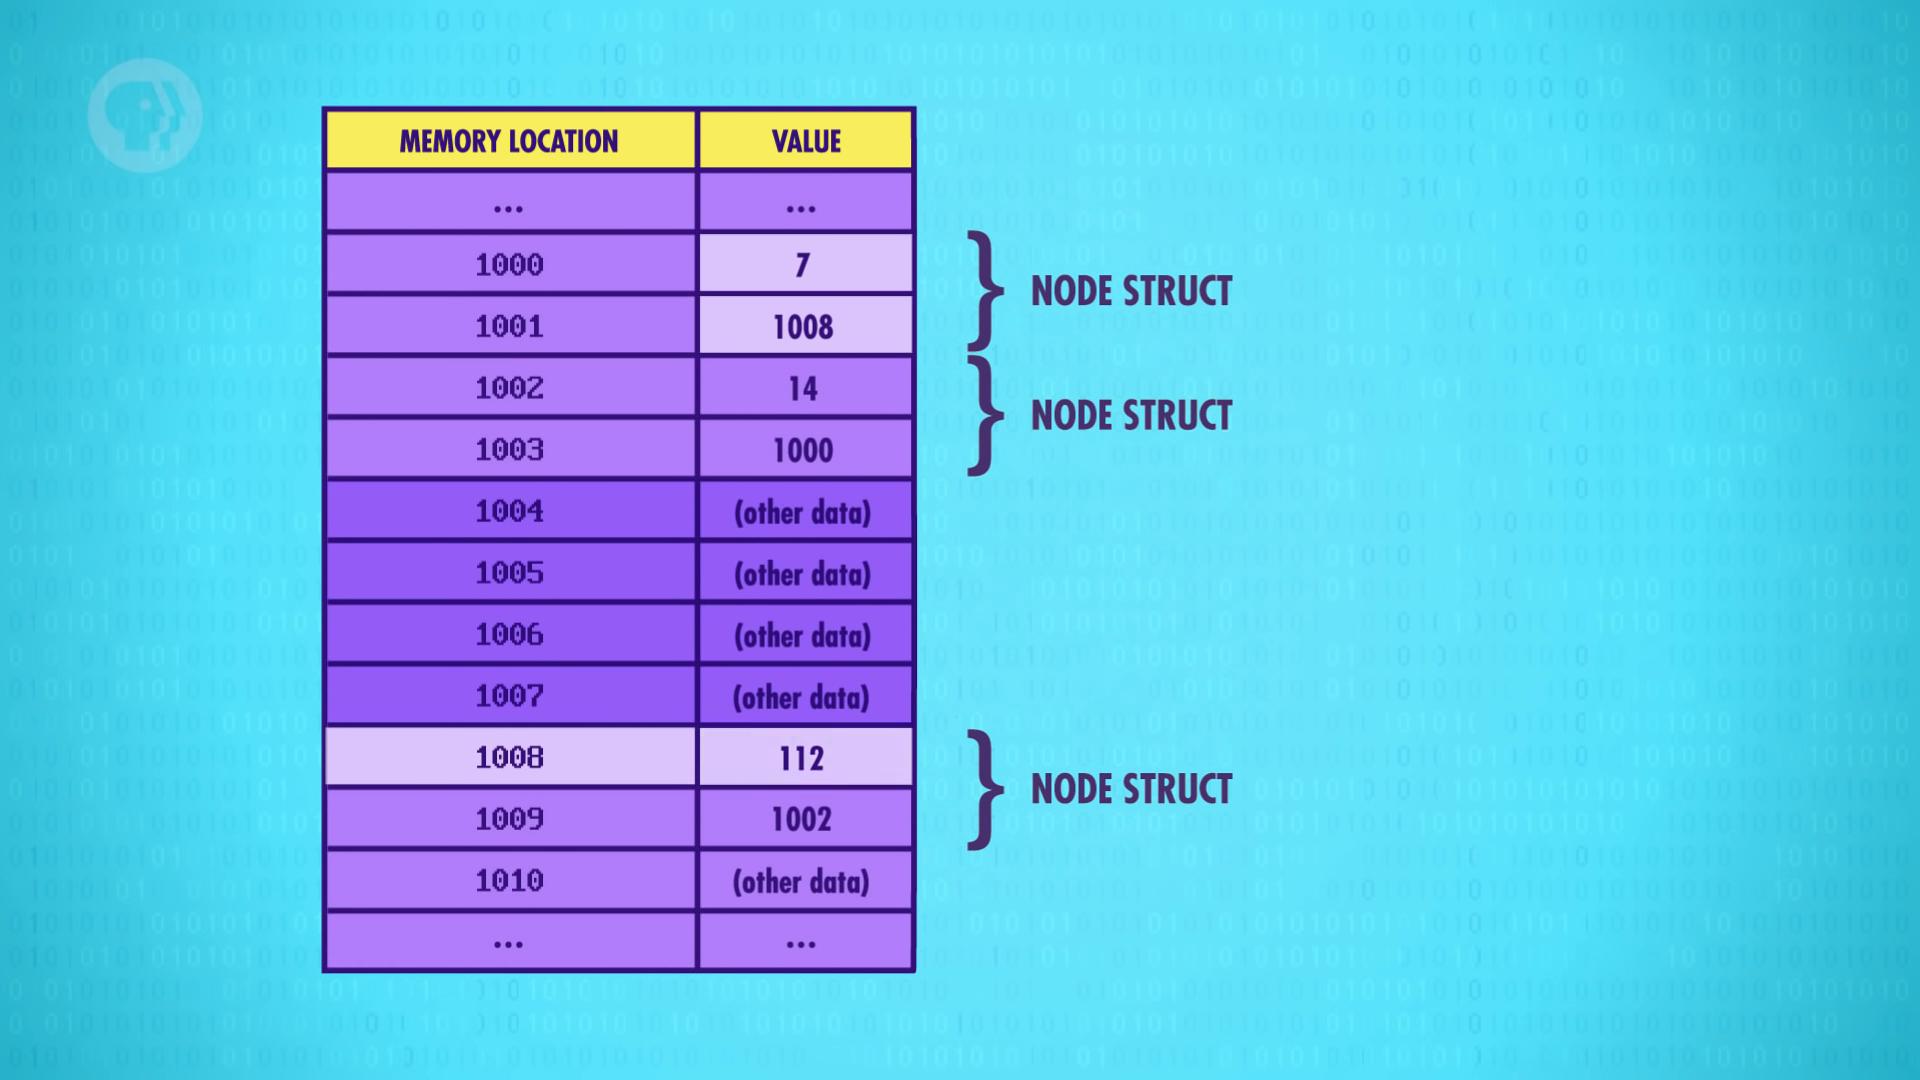 MEMORY LOCATION VALUE
... ...
1000 7
1001 1008
NODE STRUCT
1002 14
1003 1000
NODE STRUCT
1004 (other data)
1005 (other data)
1006 (other data)
1007 (other data)
1008 112
1009 1002
NODE STRUCT
1010 (other data)
... ...